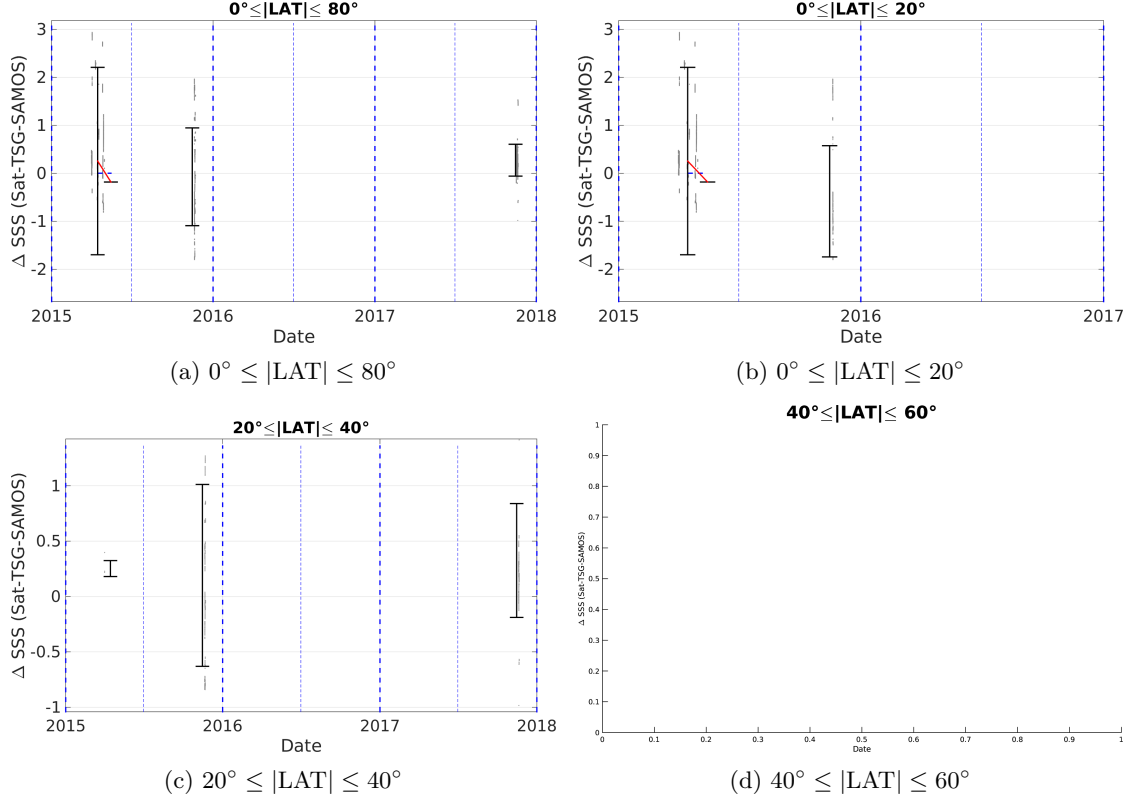 0°≤|LAT|≤ 80°
3
2
1
0
-1
-2
Δ SSS (Sat-TSG-SAMOS)
2015 2016 2017 2018
Date
(a) 0° ≤ |LAT| ≤ 80°
0°≤|LAT|≤ 20°
3
2
1
0
-1
-2
Δ SSS (Sat-TSG-SAMOS)
2015 2016 2017
Date
(b) 0° ≤ |LAT| ≤ 20°
20°≤|LAT|≤ 40°
1
0.5
0
-0.5
-1
Δ SSS (Sat-TSG-SAMOS)
2015 2016 2017 2018
Date
(c) 20° ≤ |LAT| ≤ 40°
40°≤|LAT|≤ 60°
1
0.9
0.8
0.7
0.6
0.5
0.4
0.3
0.2
0.1
0
Δ SSS (Sat-TSG-SAMOS)
0 0.1 0.2 0.3 0.4 0.5 0.6 0.7 0.8 0.9 1
Date
(d) 40° ≤ |LAT| ≤ 60°